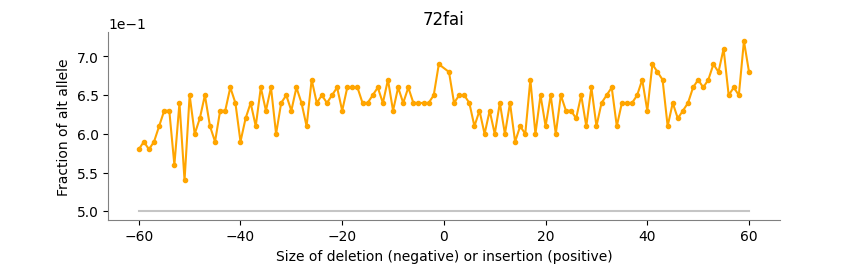 72fai
1e−1
7.0
6.5
6.0
5.5
5.0
Fraction of alt allele
−60 −40 −20 0 20 40 60
Size of deletion (negative) or insertion (positive)